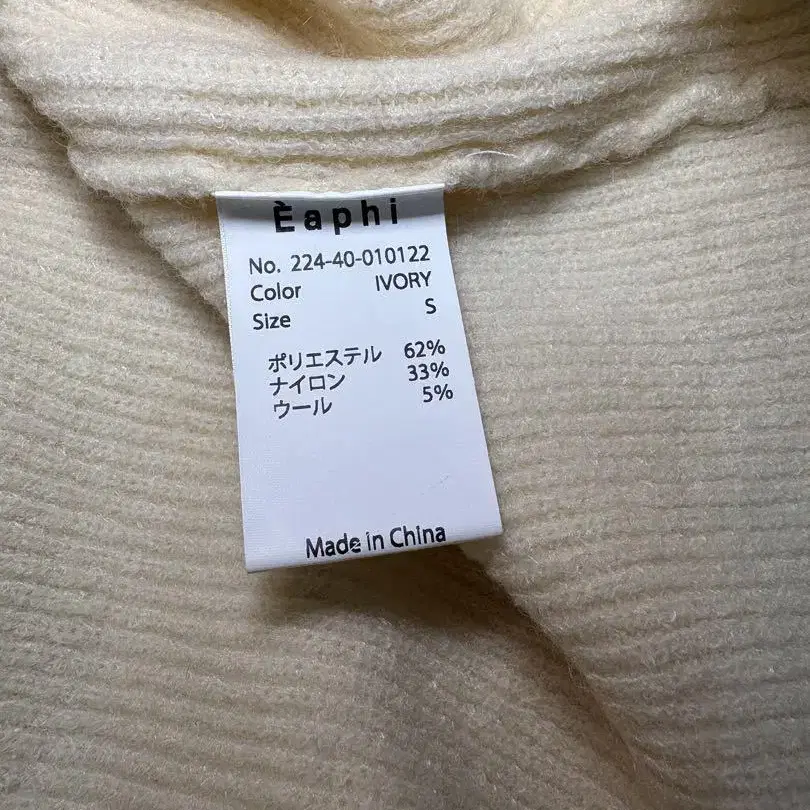 Èaphi
No. 224-40-010122
Color IVORY
Size S
ポリエステル 62%
ナイロン 33%
ウール 5%
Made in China